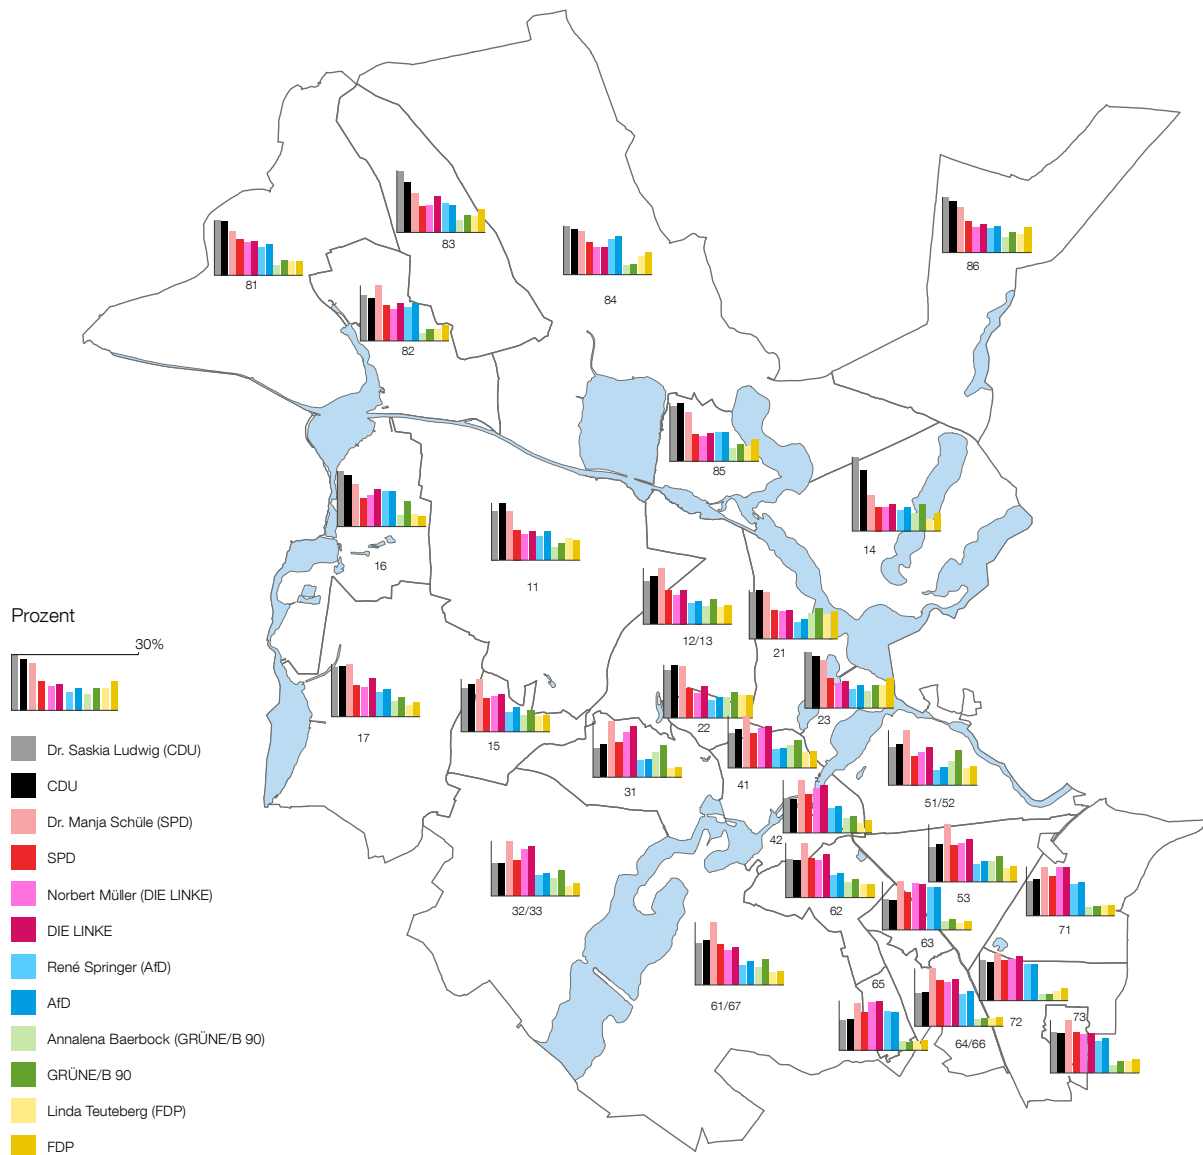 83
86
81
84
82
85
14
16
11
Prozent
30%
12/13
21
17
15
22
23
31
41
51/52
42
32/33
62
53
71
63
61/67
65
72
73
64/66
Dr. Saskia Ludwig (CDU)
CDU
Dr. Manja Schüle (SPD)
SPD
Norbert Müller (DIE LINKE)
DIE LINKE
René Springer (AfD)
AfD
Annalena Baerbock (GRÜNE/B 90)
GRÜNE/B 90
Linda Teuteberg (FDP)
FDP